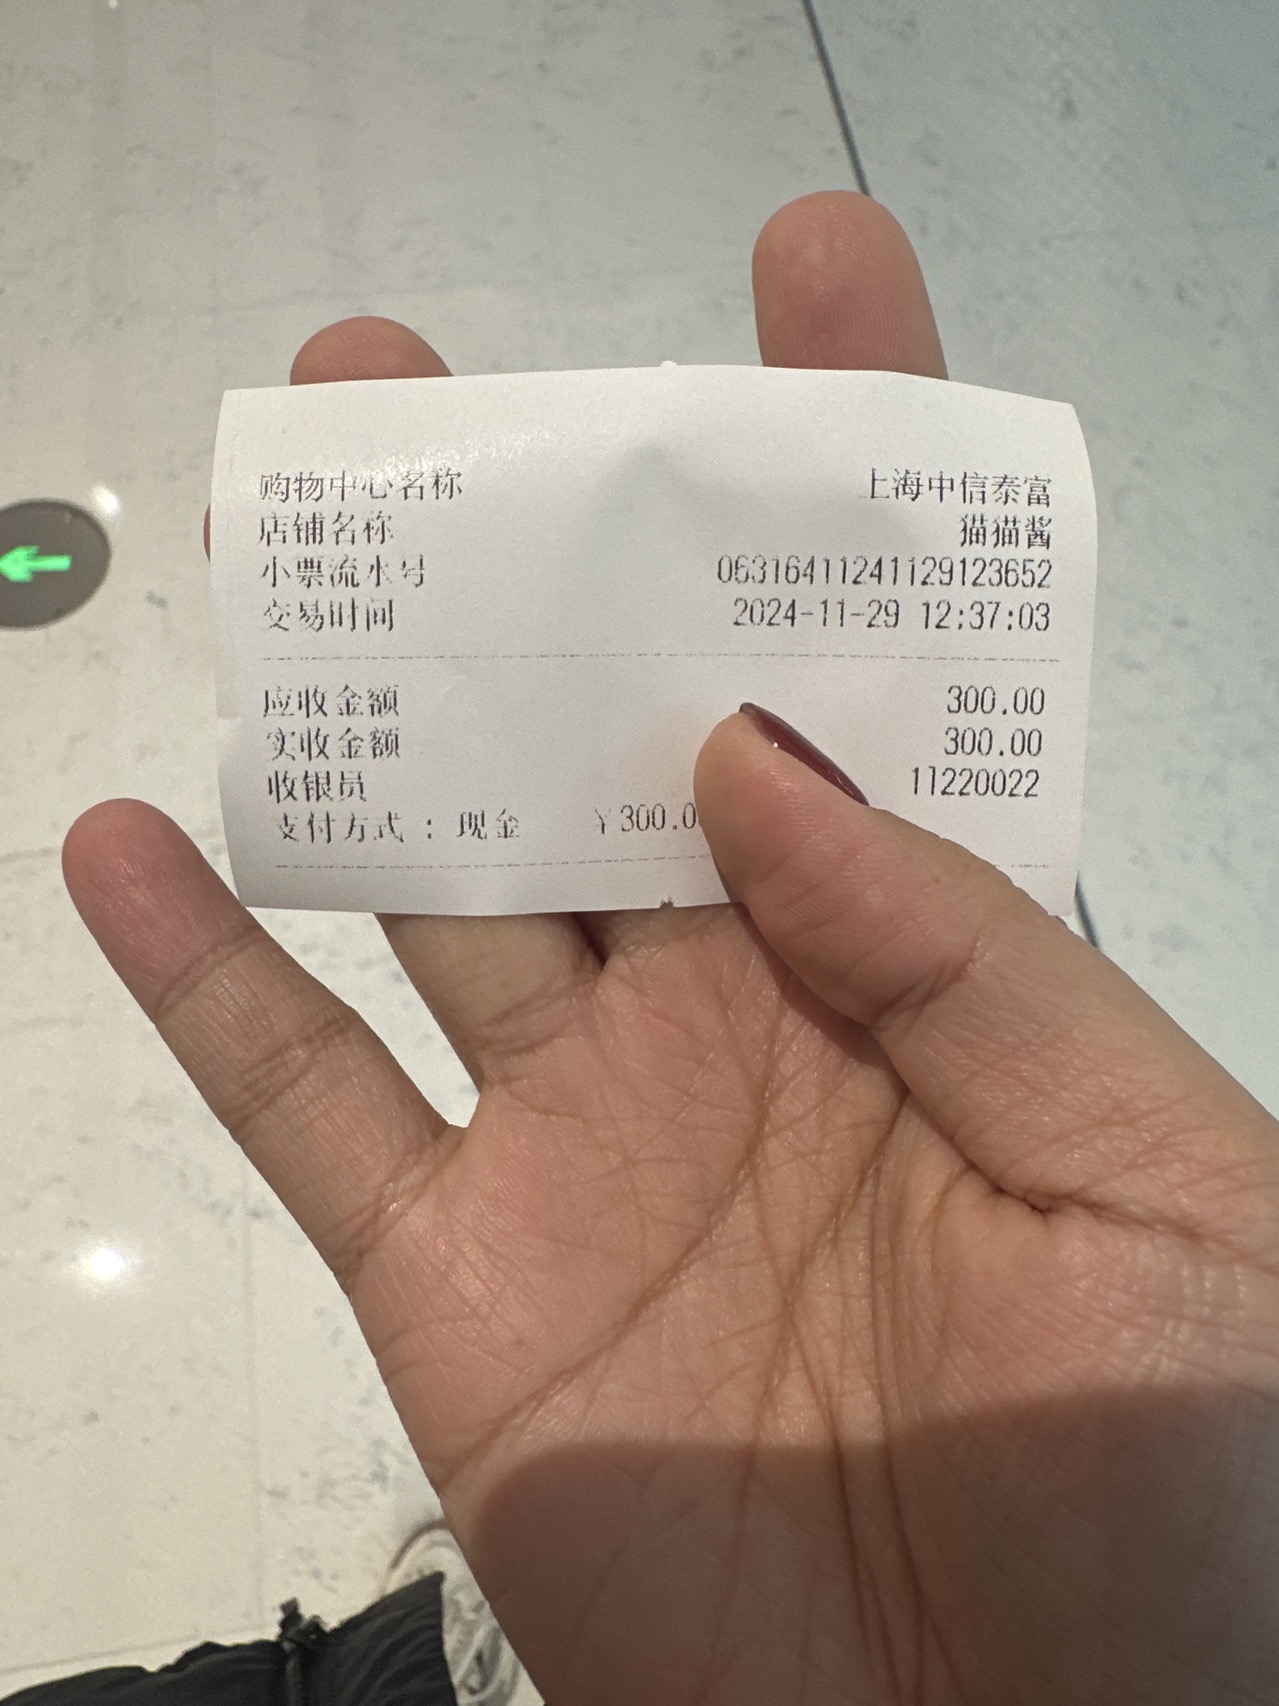 购物中心名称 上海中信泰富
店铺名称 猫猫酱
小票流水号 06316411241129123652
交易时间 2024-11-29 12:37:03
应收金额 300.00
实收金额 300.00
收银员 11220022
支付方式 : 现金 ¥300.0